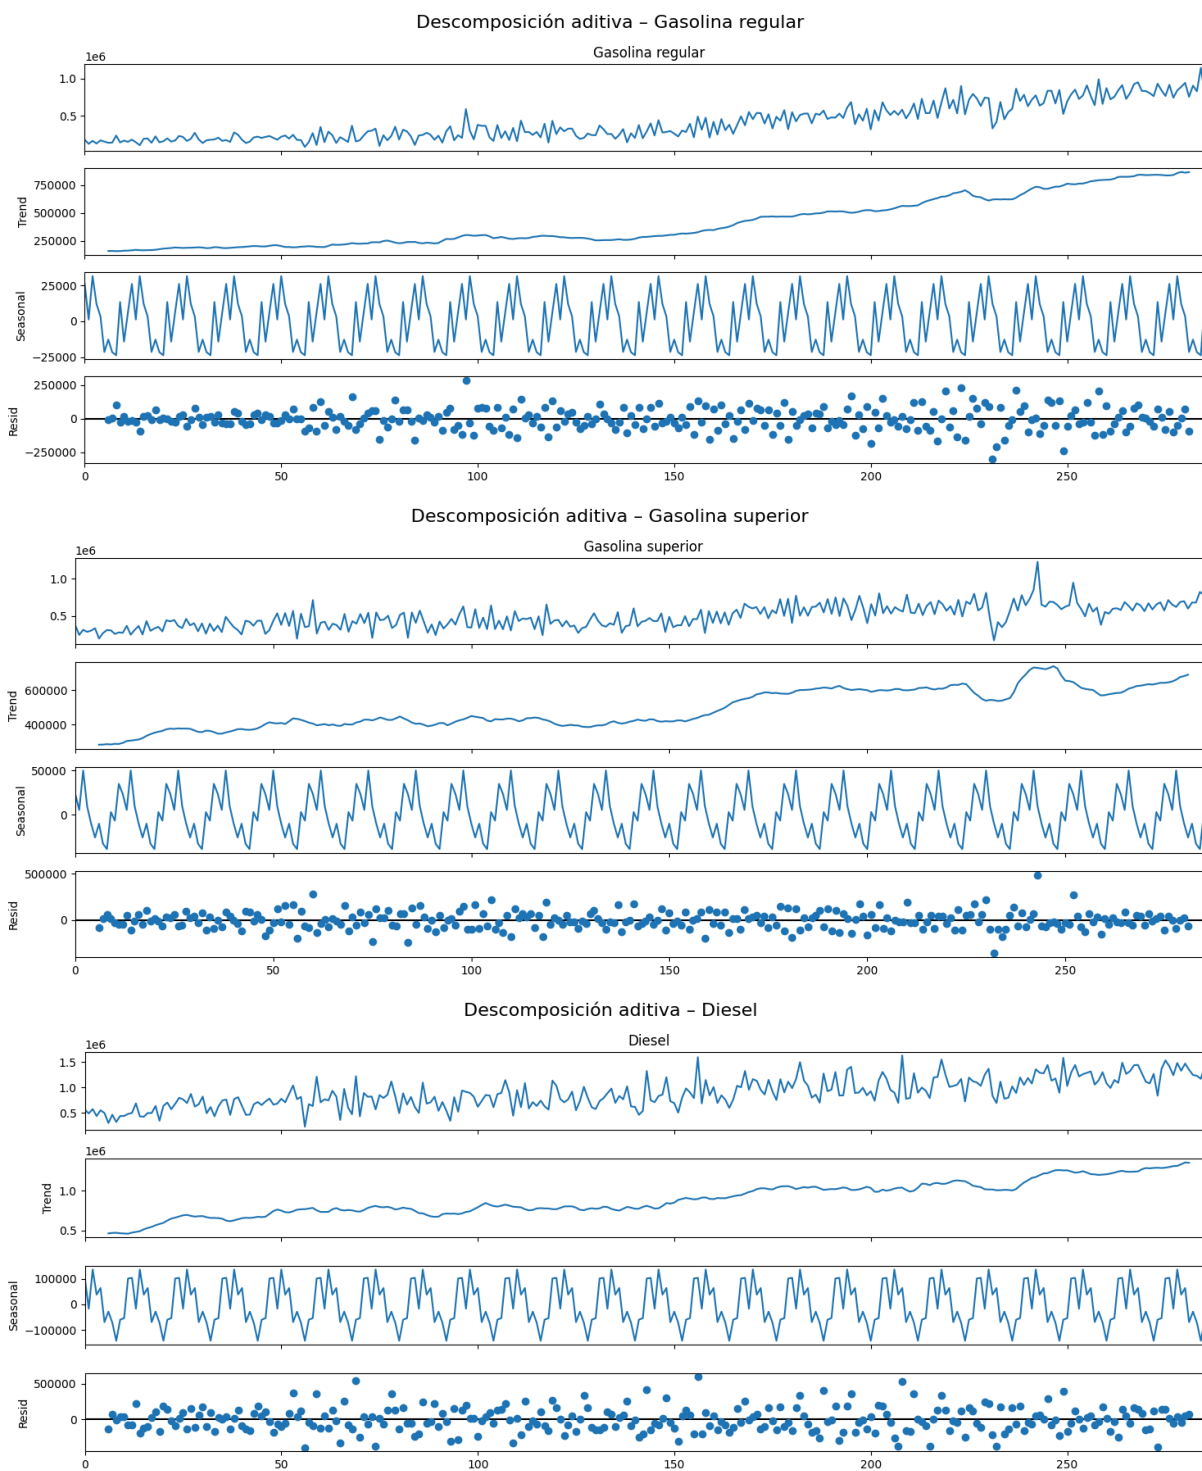 Descomposición aditiva – Gasolina regular
Gasolina regular
1e6
1.0
0.5
750000
500000
250000
Trend
25000
0
−25000
Seasonal
250000
0
−250000
Resid
0 50 100 150 200 250
Descomposición aditiva – Gasolina superior
Gasolina superior
1e6
1.0
0.5
600000
400000
Trend
50000
0
Seasonal
500000
0
Resid
0 50 100 150 200 250
Descomposición aditiva – Diesel
Diesel
1e6
1.5
1.0
0.5
1e6
1.0
0.5
Trend
100000
0
−100000
Seasonal
500000
0
Resid
0 50 100 150 200 250